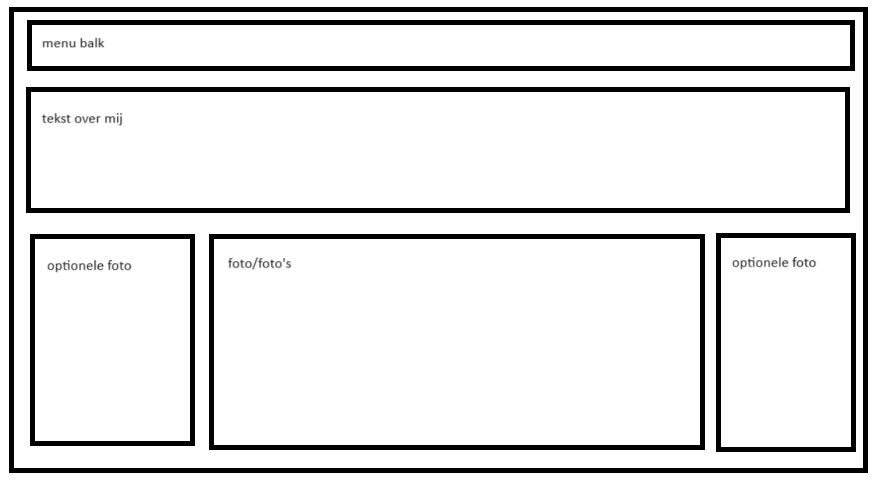 menu balk
tekst over mij
optionele foto
foto/foto's
optionele foto